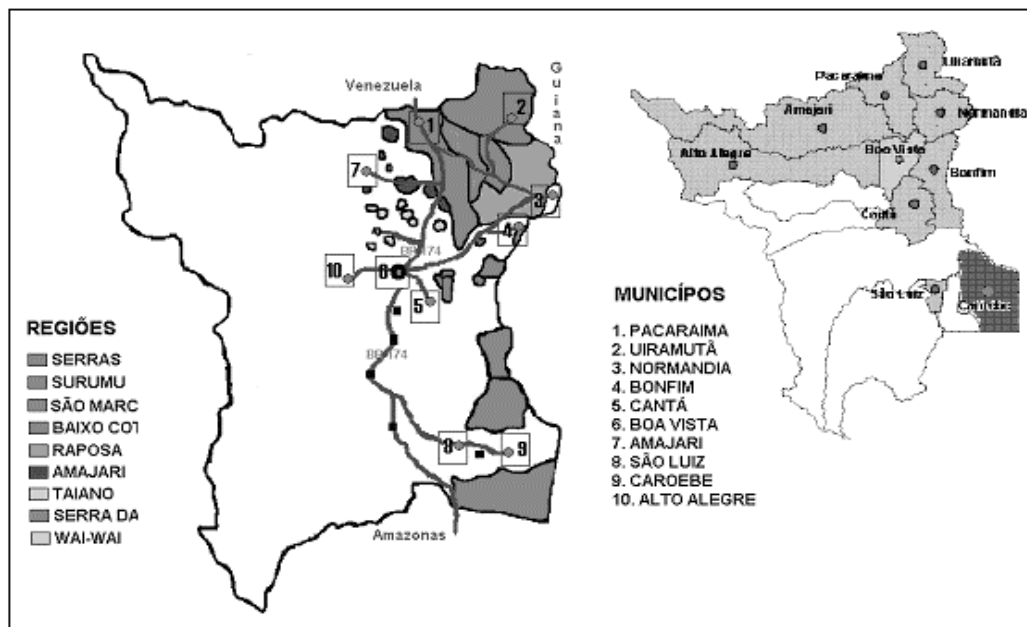 Venezuela
Guiana
1
2
7
3
4
BR 174
10
6
5
BR 174
8
9
Amazonas
REGIÕES
SERRAS
SURUMU
SÃO MARC
BAIXO COT
RAPOSA
AMAJARI
TAIANO
SERRA DA
WAI-WAI
MUNICÍPOS
1. PACARAIMA
2. UIRAMUTÃ
3. NORMANDIA
4. BONFIM
5. CANTÁ
6. BOA VISTA
7. AMAJARI
8. SÃO LUIZ
9. CAROEBE
10. ALTO ALEGRE
Uiramutã
Pacaraima
Amajari
Normandia
Alto Alegre
Boa Vista
Bonfim
Cantá
São Luiz